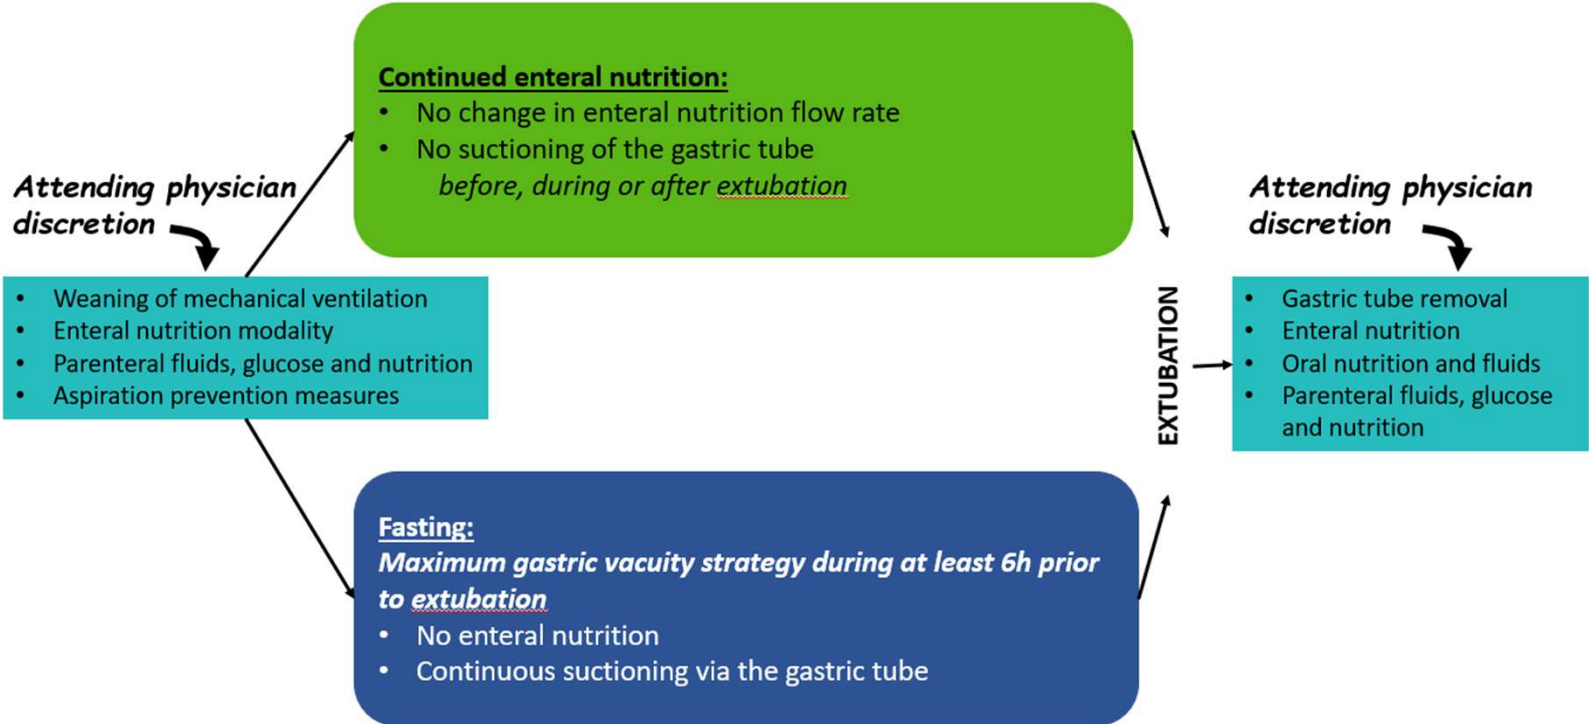 Continued enteral nutrition:
• No change in enteral nutrition flow rate
• No suctioning of the gastric tube
before, during or after extubation
Attending physician
discretion
• Weaning of mechanical ventilation
• Enteral nutrition modality
• Parenteral fluids, glucose and nutrition
• Aspiration prevention measures
Fasting:
Maximum gastric vacuity strategy during at least 6h prior
to extubation
• No enteral nutrition
• Continuous suctioning via the gastric tube
EXTUBATION
Attending physician
discretion
• Gastric tube removal
• Enteral nutrition
• Oral nutrition and fluids
• Parenteral fluids, glucose
and nutrition